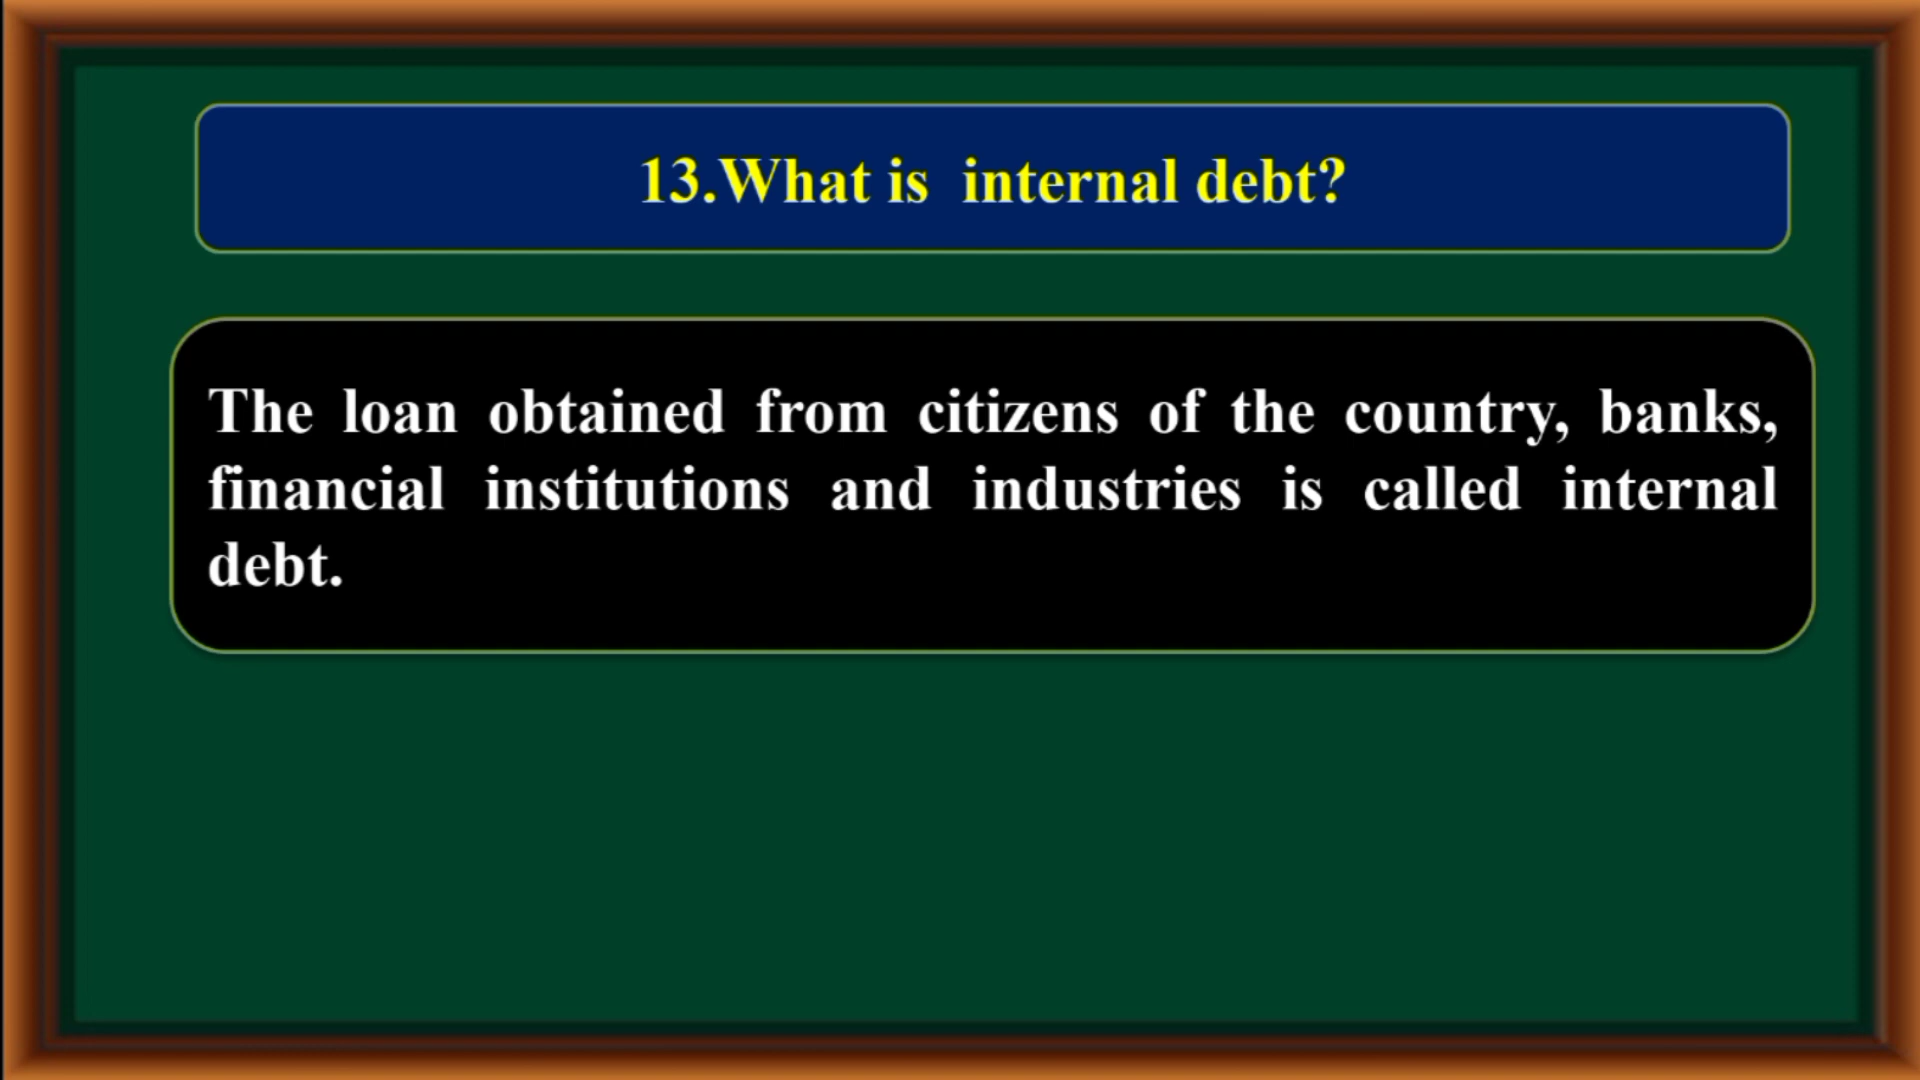 13.What is  internal debt?
The loan obtained from citizens of the country, banks,
financial institutions and industries is called internal
debt.